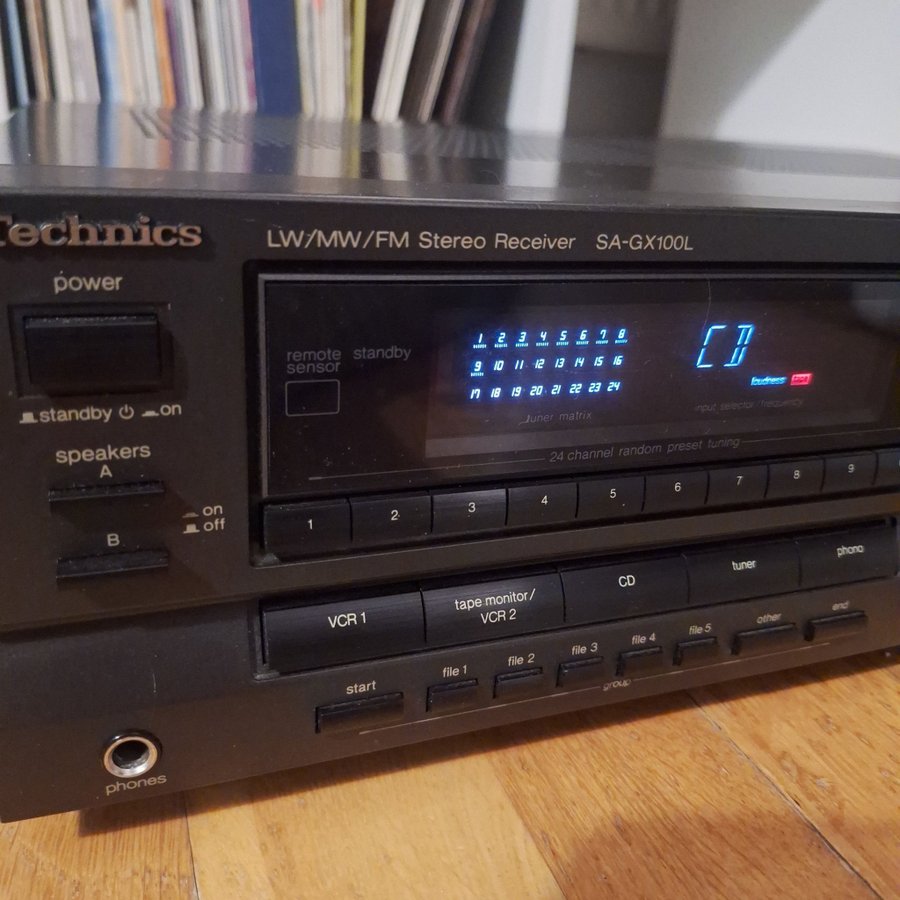 Technics
LW/MW/FM Stereo Receiver SA-GX100L
power
standby on
speakers
A
on
off
B
remote sensor
standby
1 2 3 4 5 6 7 8
9 10 11 12 13 14 15 16
17 18 19 20 21 22 23 24
tuner matrix
CD
loudness
input selector/frequency
24 channel random preset tuning
1 2 3 4 5 6 7 8 9
VCR 1
tape monitor/
VCR 2
CD
tuner
phono
start
file 1
file 2
file 3
file 4
file 5
other
end
group
phones